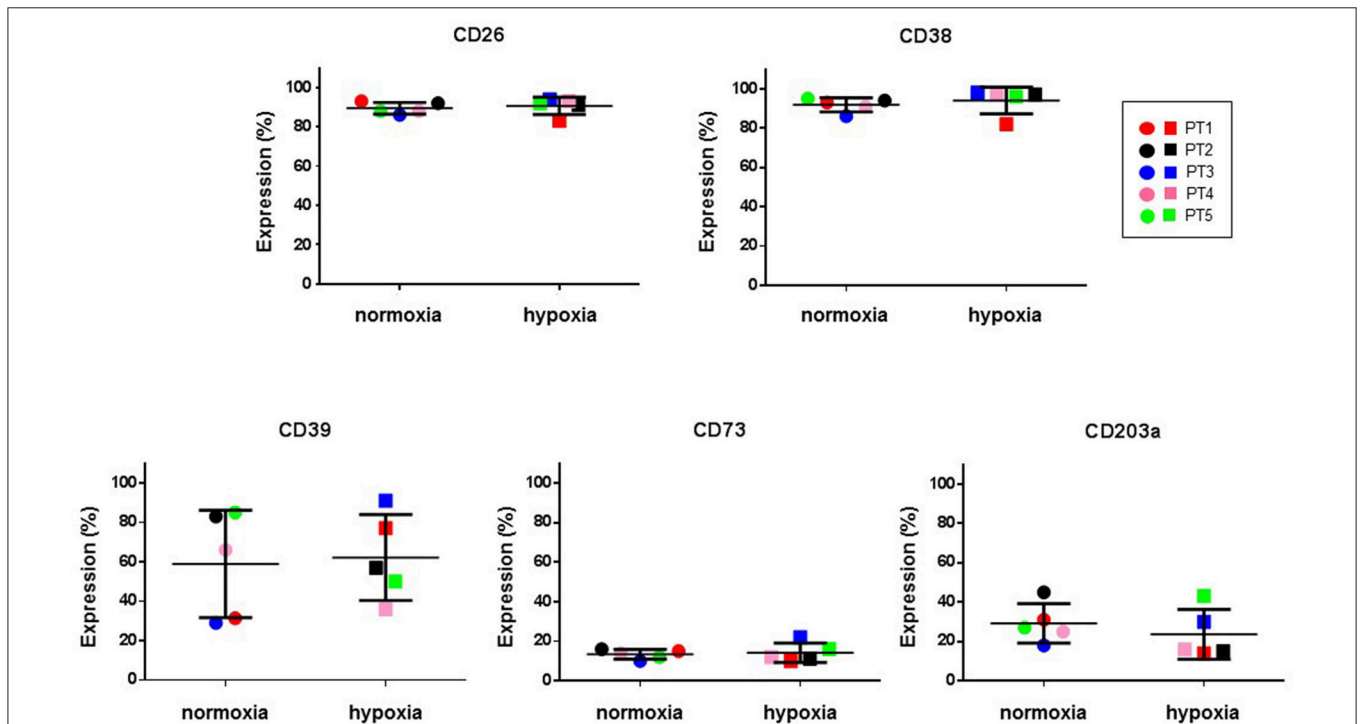 CD26
CD38
Expression (%)
100
80
60
40
20
0
normoxia
hypoxia
Expression (%)
100
80
60
40
20
0
normoxia
hypoxia
PT1
PT2
PT3
PT4
PT5
CD39
CD73
CD203a
Expression (%)
100
80
60
40
20
0
normoxia
hypoxia
Expression (%)
100
80
60
40
20
0
normoxia
hypoxia
Expression (%)
100
80
60
40
20
0
normoxia
hypoxia